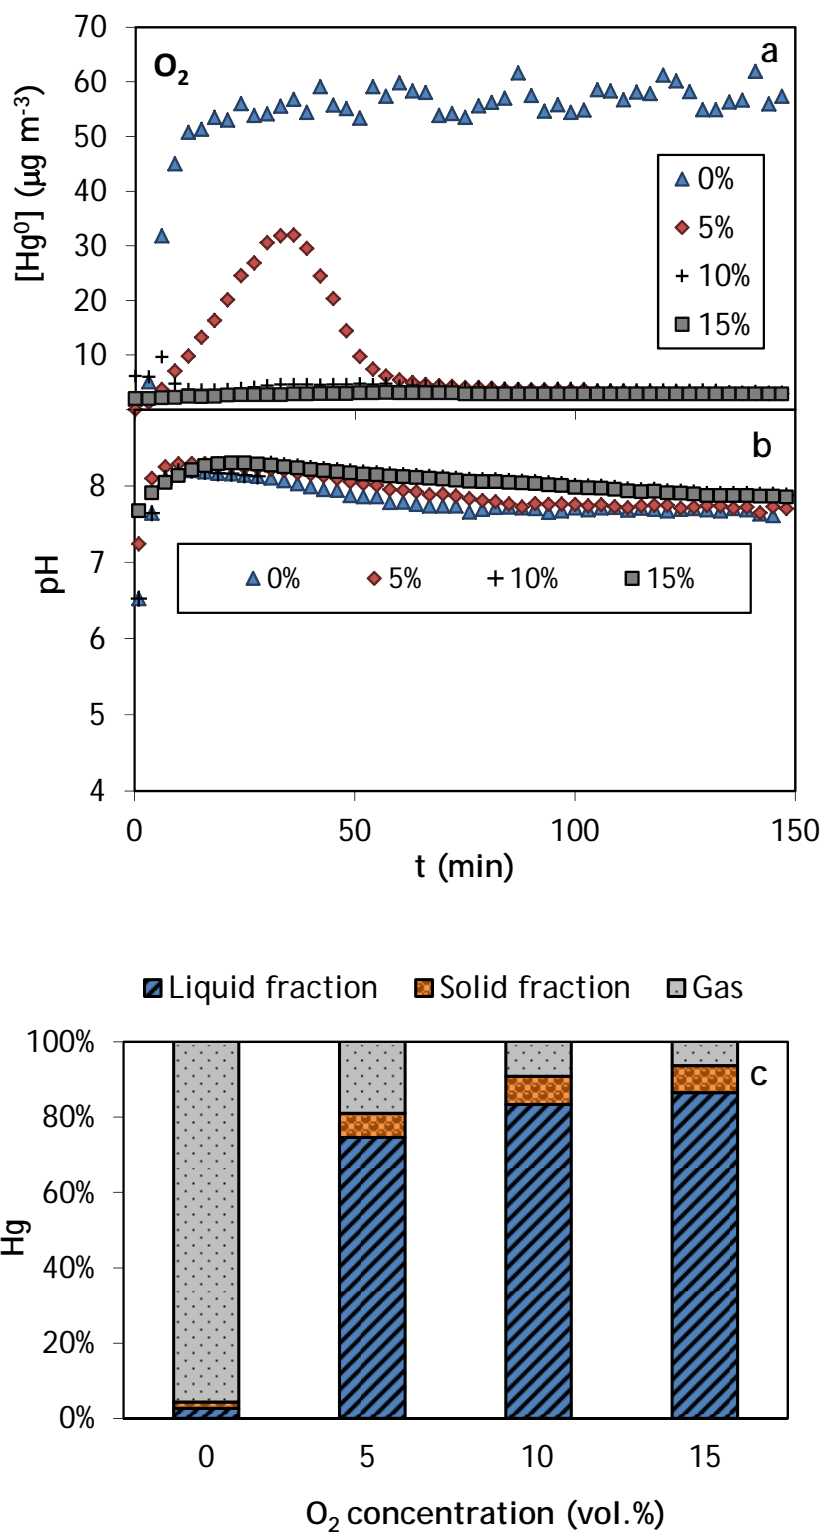 70
O₂
a
60
50
40
30
20
10
[Hg⁰] (µg m⁻³)
0%
5%
10%
15%
b
8
7
6
5
4
pH
0%
5%
10%
15%
0
50
100
150
t (min)
Liquid fraction
Solid fraction
Gas
100%
80%
60%
40%
20%
0%
Hg
c
0
5
10
15
O₂ concentration (vol.%)